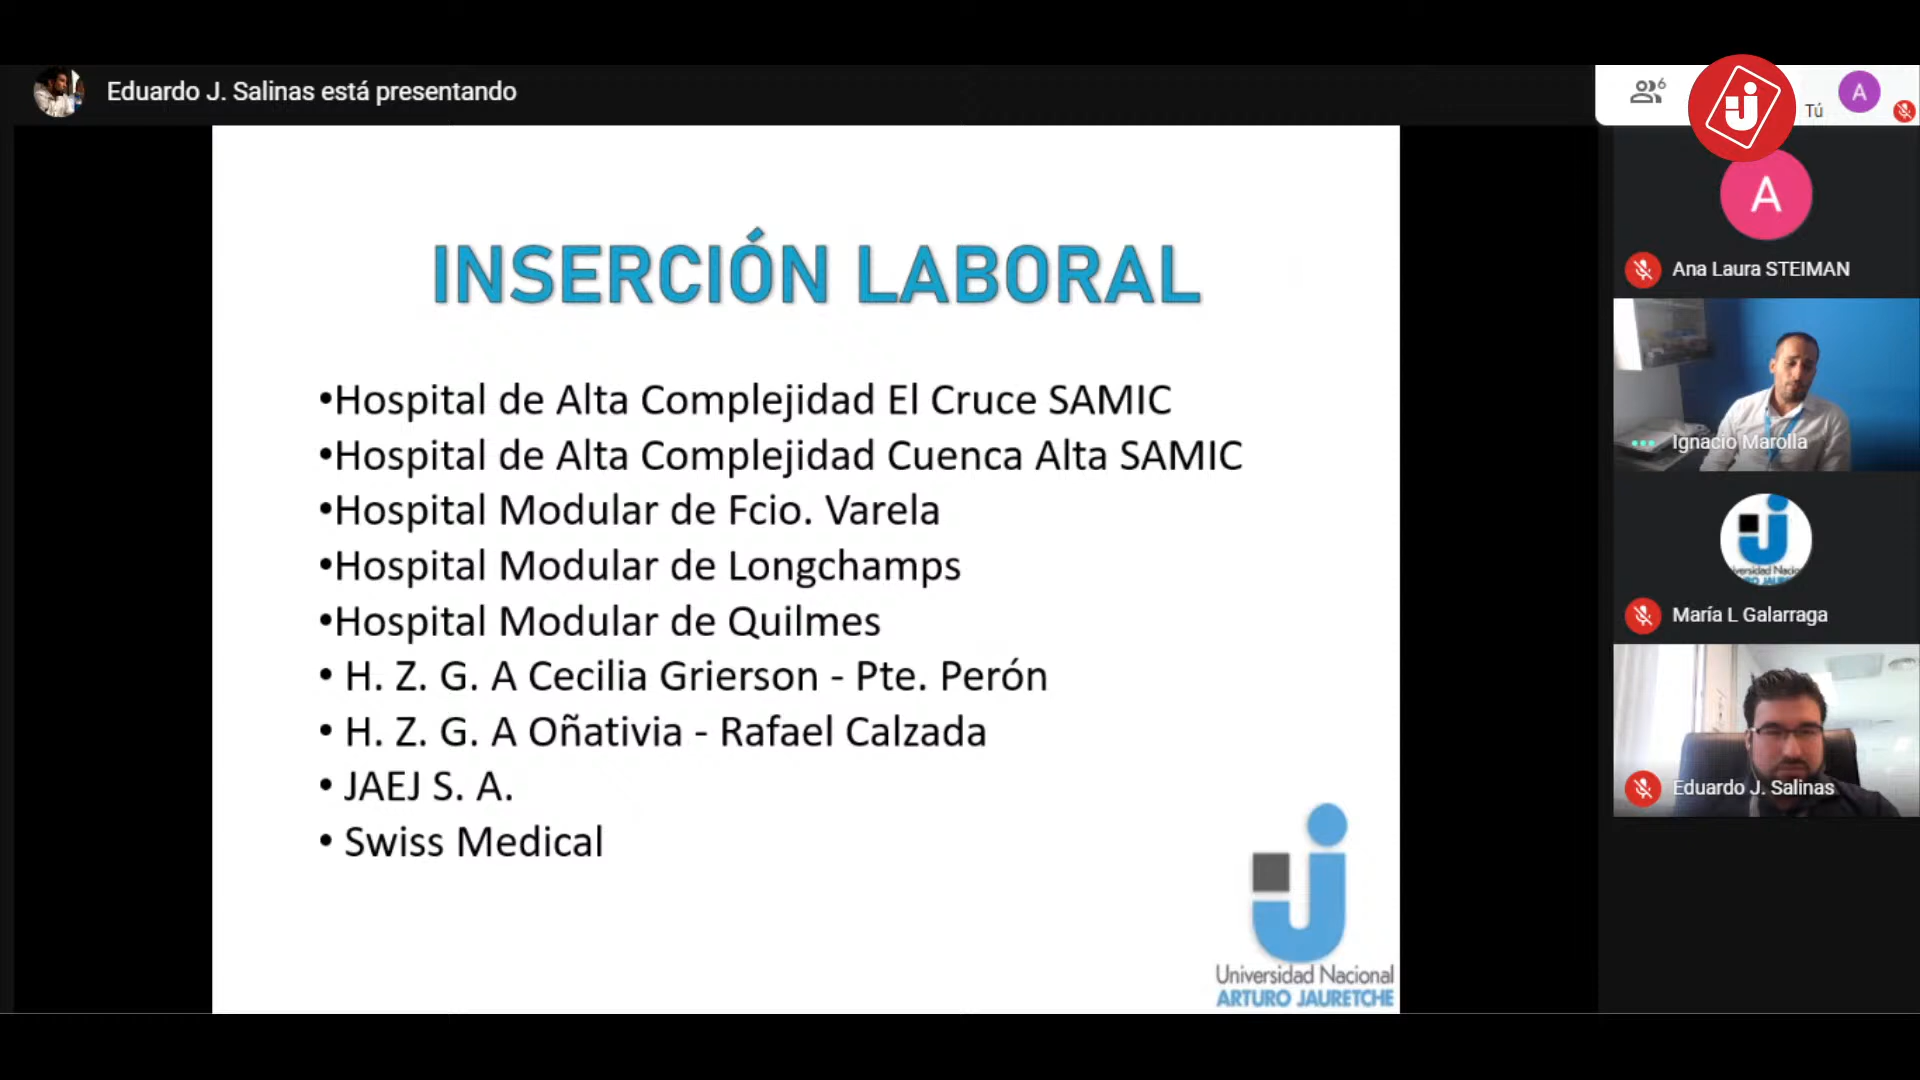 Eduardo J. Salinas está presentando
6
Tú
A
INSERCIÓN LABORAL
•Hospital de Alta Complejidad El Cruce SAMIC
•Hospital de Alta Complejidad Cuenca Alta SAMIC
•Hospital Modular de Fcio. Varela
•Hospital Modular de Longchamps
•Hospital Modular de Quilmes
• H. Z. G. A Cecilia Grierson - Pte. Perón
• H. Z. G. A Oñativia - Rafael Calzada
• JAEJ S. A.
• Swiss Medical
Universidad Nacional
ARTURO JAURETCHE
A
Ana Laura STEIMAN
Ignacio Marolla
María L Galarraga
Eduardo J. Salinas